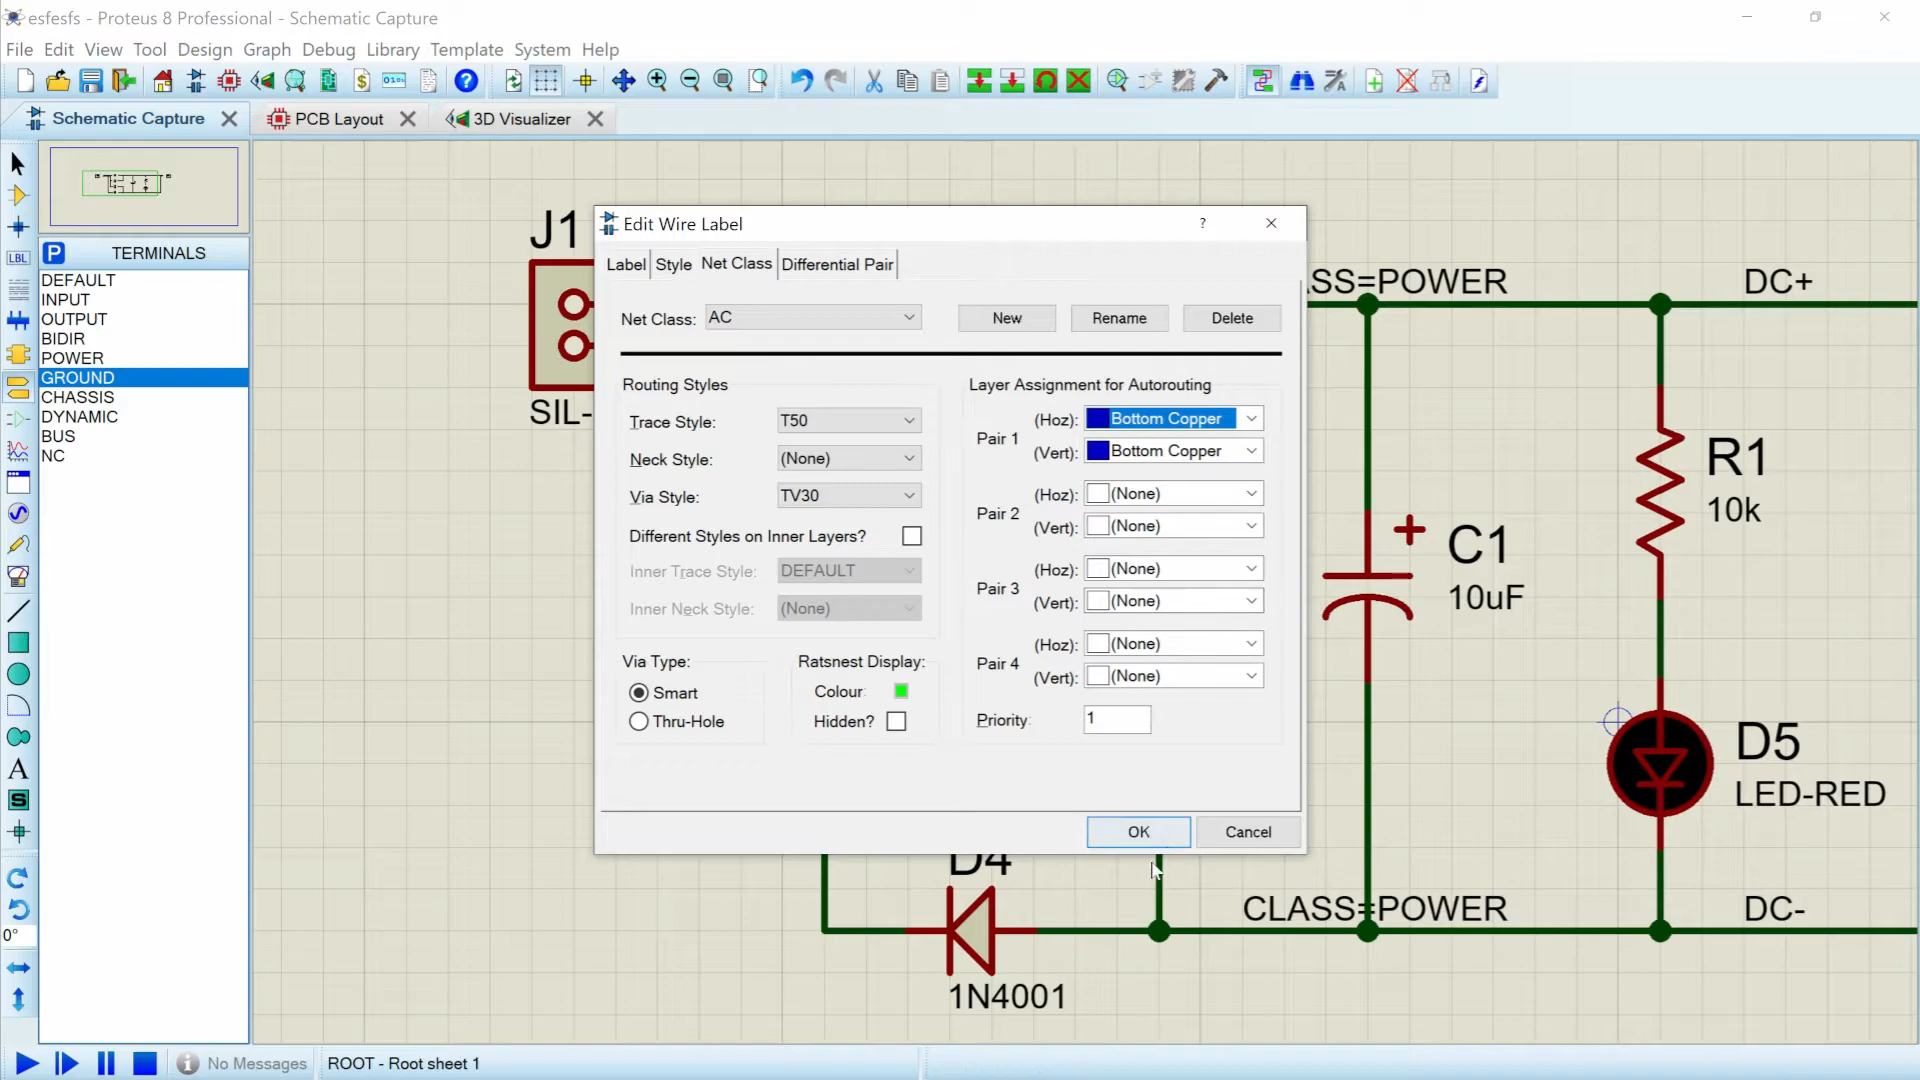 esfesfs - Proteus 8 Professional - Schematic Capture
File Edit View Tool Design Graph Debug Library Template System Help
Schematic Capture PCB Layout 3D Visualizer
P TERMINALS
DEFAULT
INPUT
OUTPUT
BIDIR
POWER
GROUND
CHASSIS
DYNAMIC
BUS
NC
LBL
A
S
0°
J1
SIL-
Edit Wire Label ?
Label Style Net Class Differential Pair
Net Class: AC New Rename Delete
Routing Styles
Trace Style: T50
Neck Style: (None)
Via Style: TV30
Different Styles on Inner Layers?
Inner Trace Style: DEFAULT
Inner Neck Style: (None)
Via Type:
Smart
Thru-Hole
Ratsnest Display:
Colour:
Hidden?
Layer Assignment for Autorouting
Pair 1 (Hoz): Bottom Copper
(Vert): Bottom Copper
Pair 2 (Hoz): (None)
(Vert): (None)
Pair 3 (Hoz): (None)
(Vert): (None)
Pair 4 (Hoz): (None)
(Vert): (None)
Priority: 1
OK Cancel
ASS=POWER DC+
R1
10k
C1
10uF
D5
LED-RED
D4
1N4001
CLASS=POWER DC-
No Messages ROOT - Root sheet 1